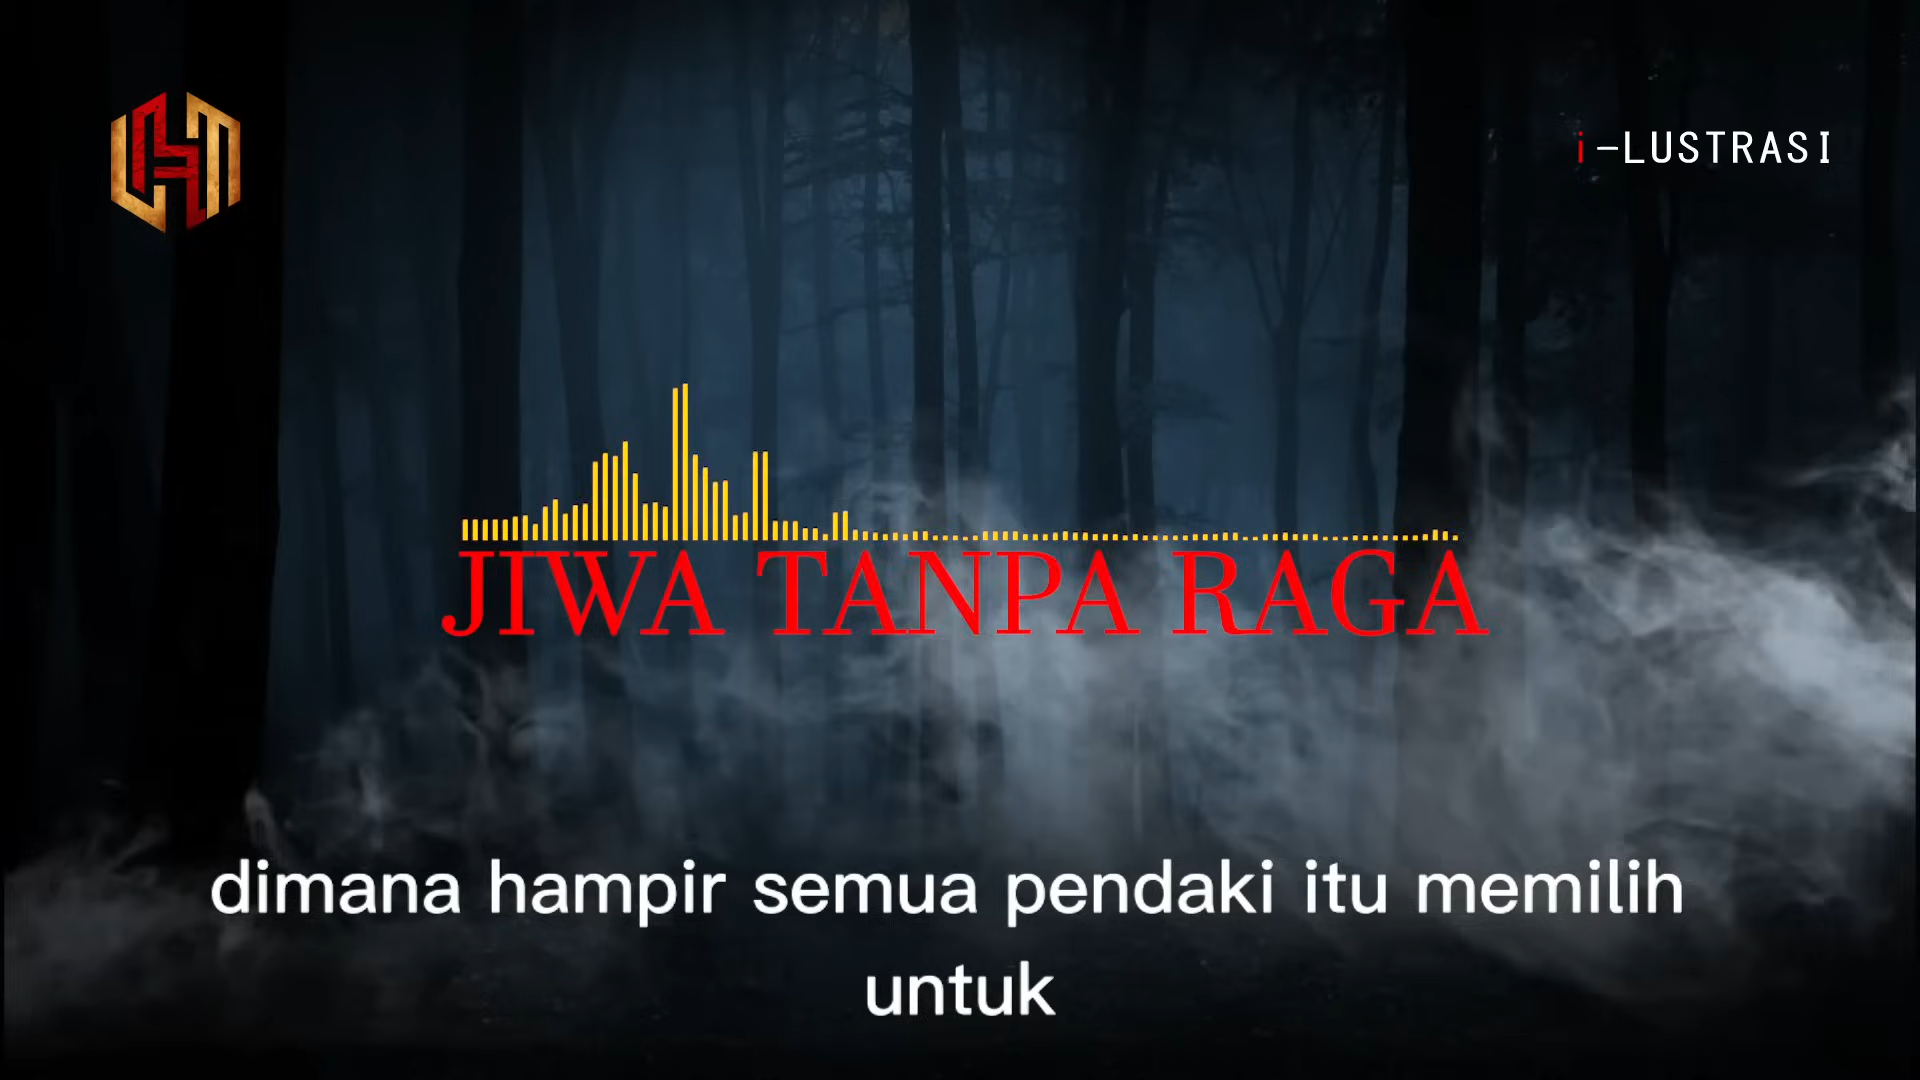 i-LUSTRASI
JIWA TANPA RAGA
dimana hampir semua pendaki itu memilih
untuk